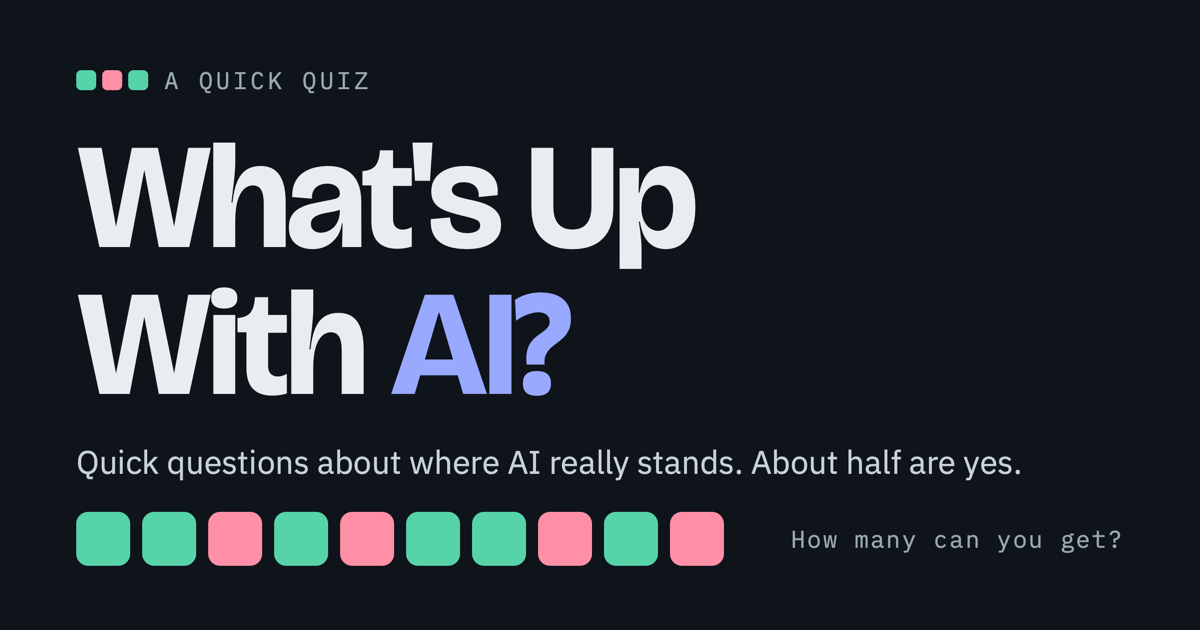 A QUICK QUIZ
What's Up
With AI?
Quick questions about where AI really stands. About half are yes.
How many can you get?